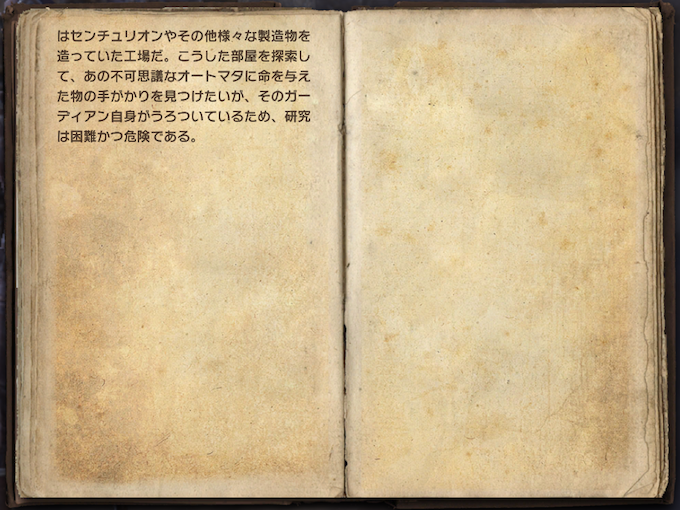 はセンチュリオンやその他様々な製造物を
造っていた工場だ。こうした部屋を探索し
て、あの不可思議なオートマタに命を与え
た物の手がかりを見つけたいが、そのガー
ディアン自身がうろついているため、研究
は困難かつ危険である。